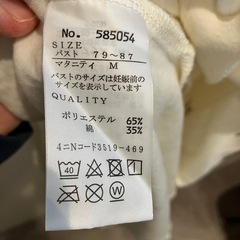 No. 585054
SIZE
バスト 79~87
マタニティ M
バストのサイズは妊娠前の
サイズを表示しています
QUALITY
ポリエステル 65%
綿 35%
4ニNコード3519-469
40
W